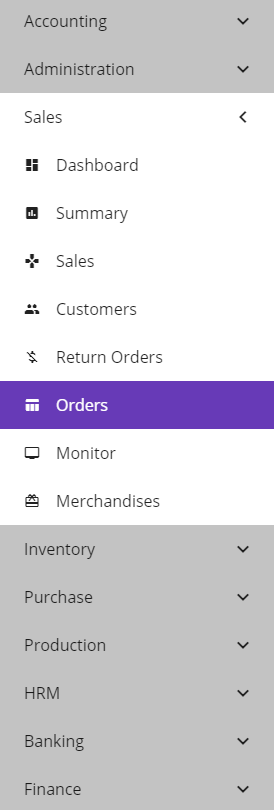 Accounting
Administration
Sales
Dashboard
Summary
Sales
Customers
Return Orders
Orders
Monitor
Merchandises
Inventory
Purchase
Production
HRM
Banking
Finance